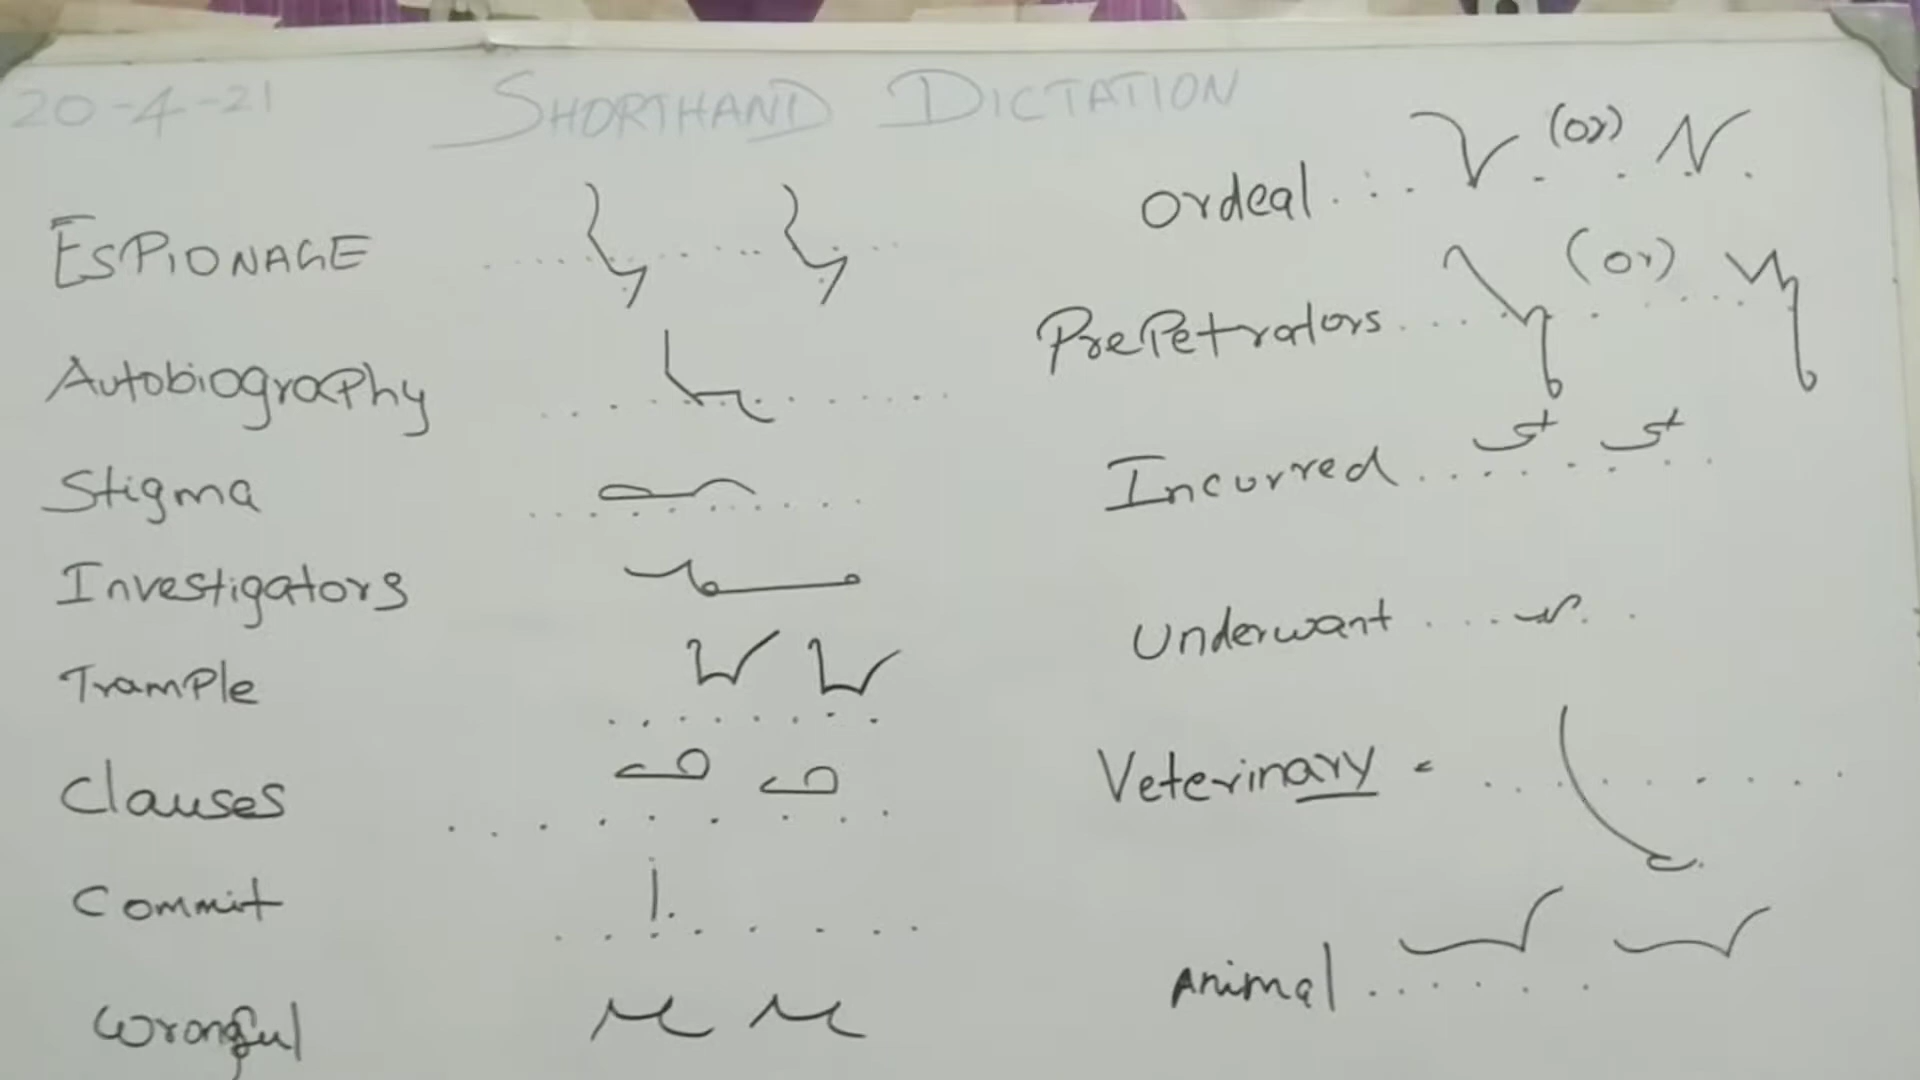 20-4-21 SHORTHAND DICTATION
ESPIONAGE
Autobiography
Stigma
Investigators
Trample
Clauses
Commit
Wrongful
Ordeal (or)
PrePetrators (or)
Incurred
Underwant
Veterinary
Animal